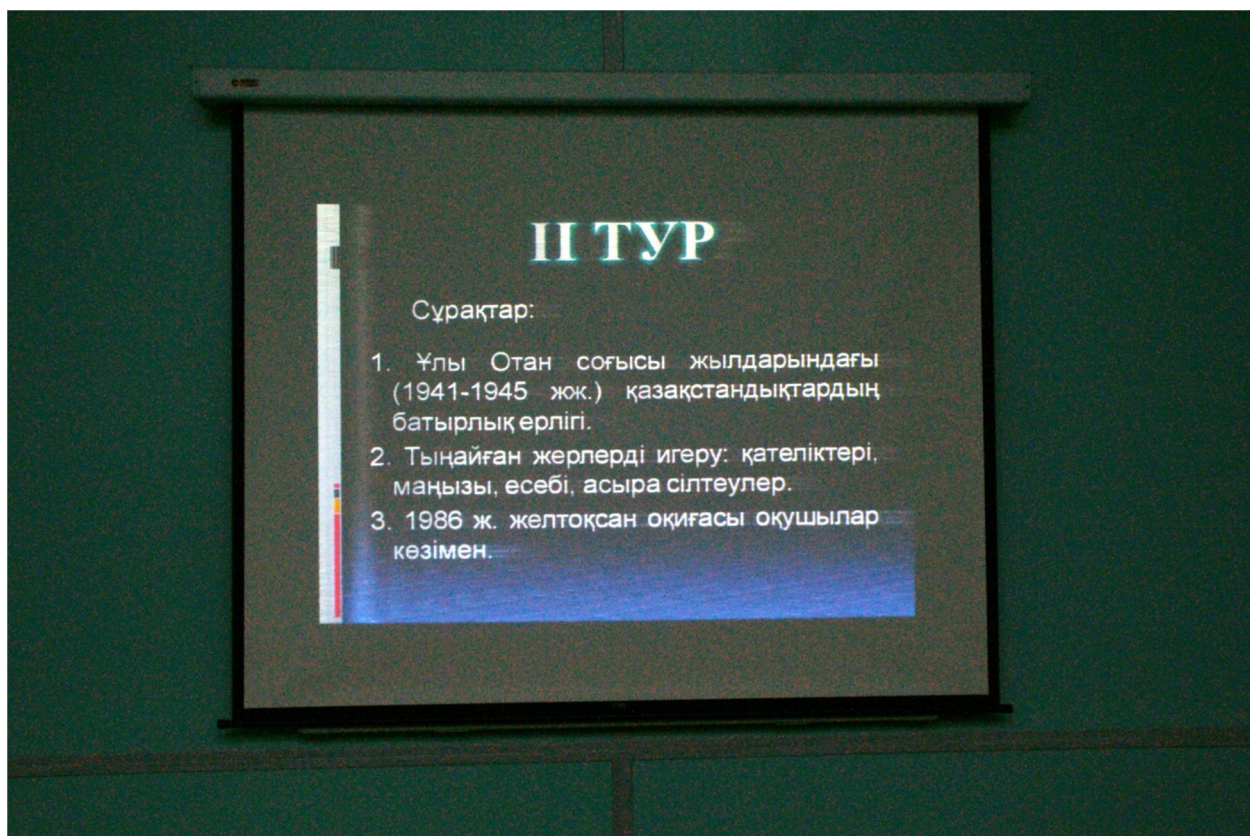 II ТУР
Сұрақтар:
1. Ұлы Отан соғысы жылдарындағы
(1941-1945 жж.) қазақстандықтардың
батырлық ерлігі.
2. Тыңайған жерлерді игеру: қателіктері,
маңызы, есебі, асыра сілтеулер.
3. 1986 ж. желтоқсан оқиғасы оқушылар
көзімен.